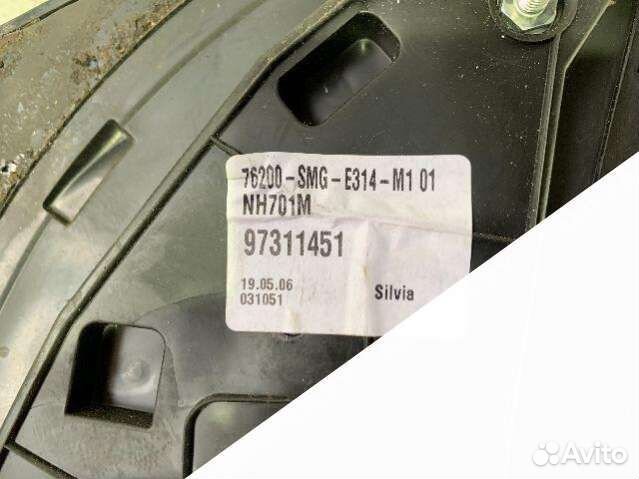 76200-SMG-E314-M1 01
NH701M
97311451
19.05.06
031051
Silvia
Avito